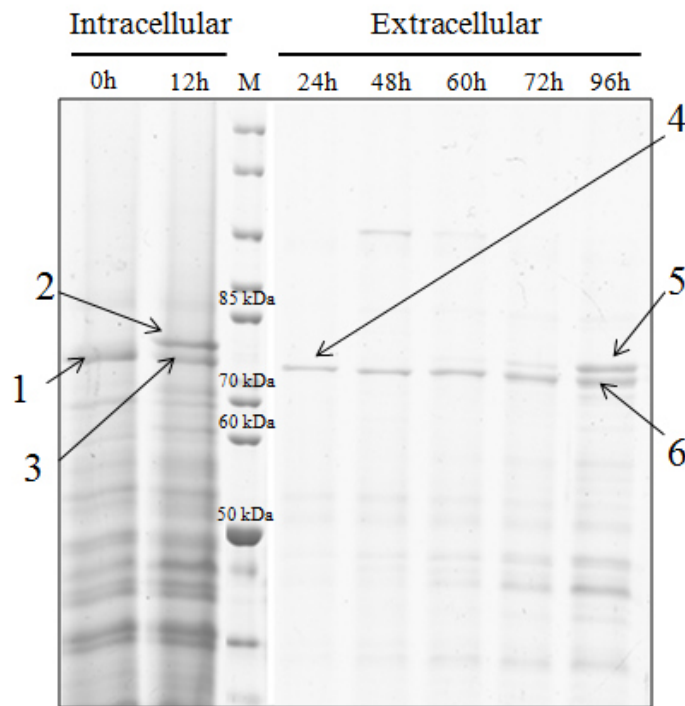 Intracellular Extracellular
0h 12h M 24h 48h 60h 72h 96h
4
2
85 kDa
5
1
70 kDa
3
60 kDa
6
50 kDa